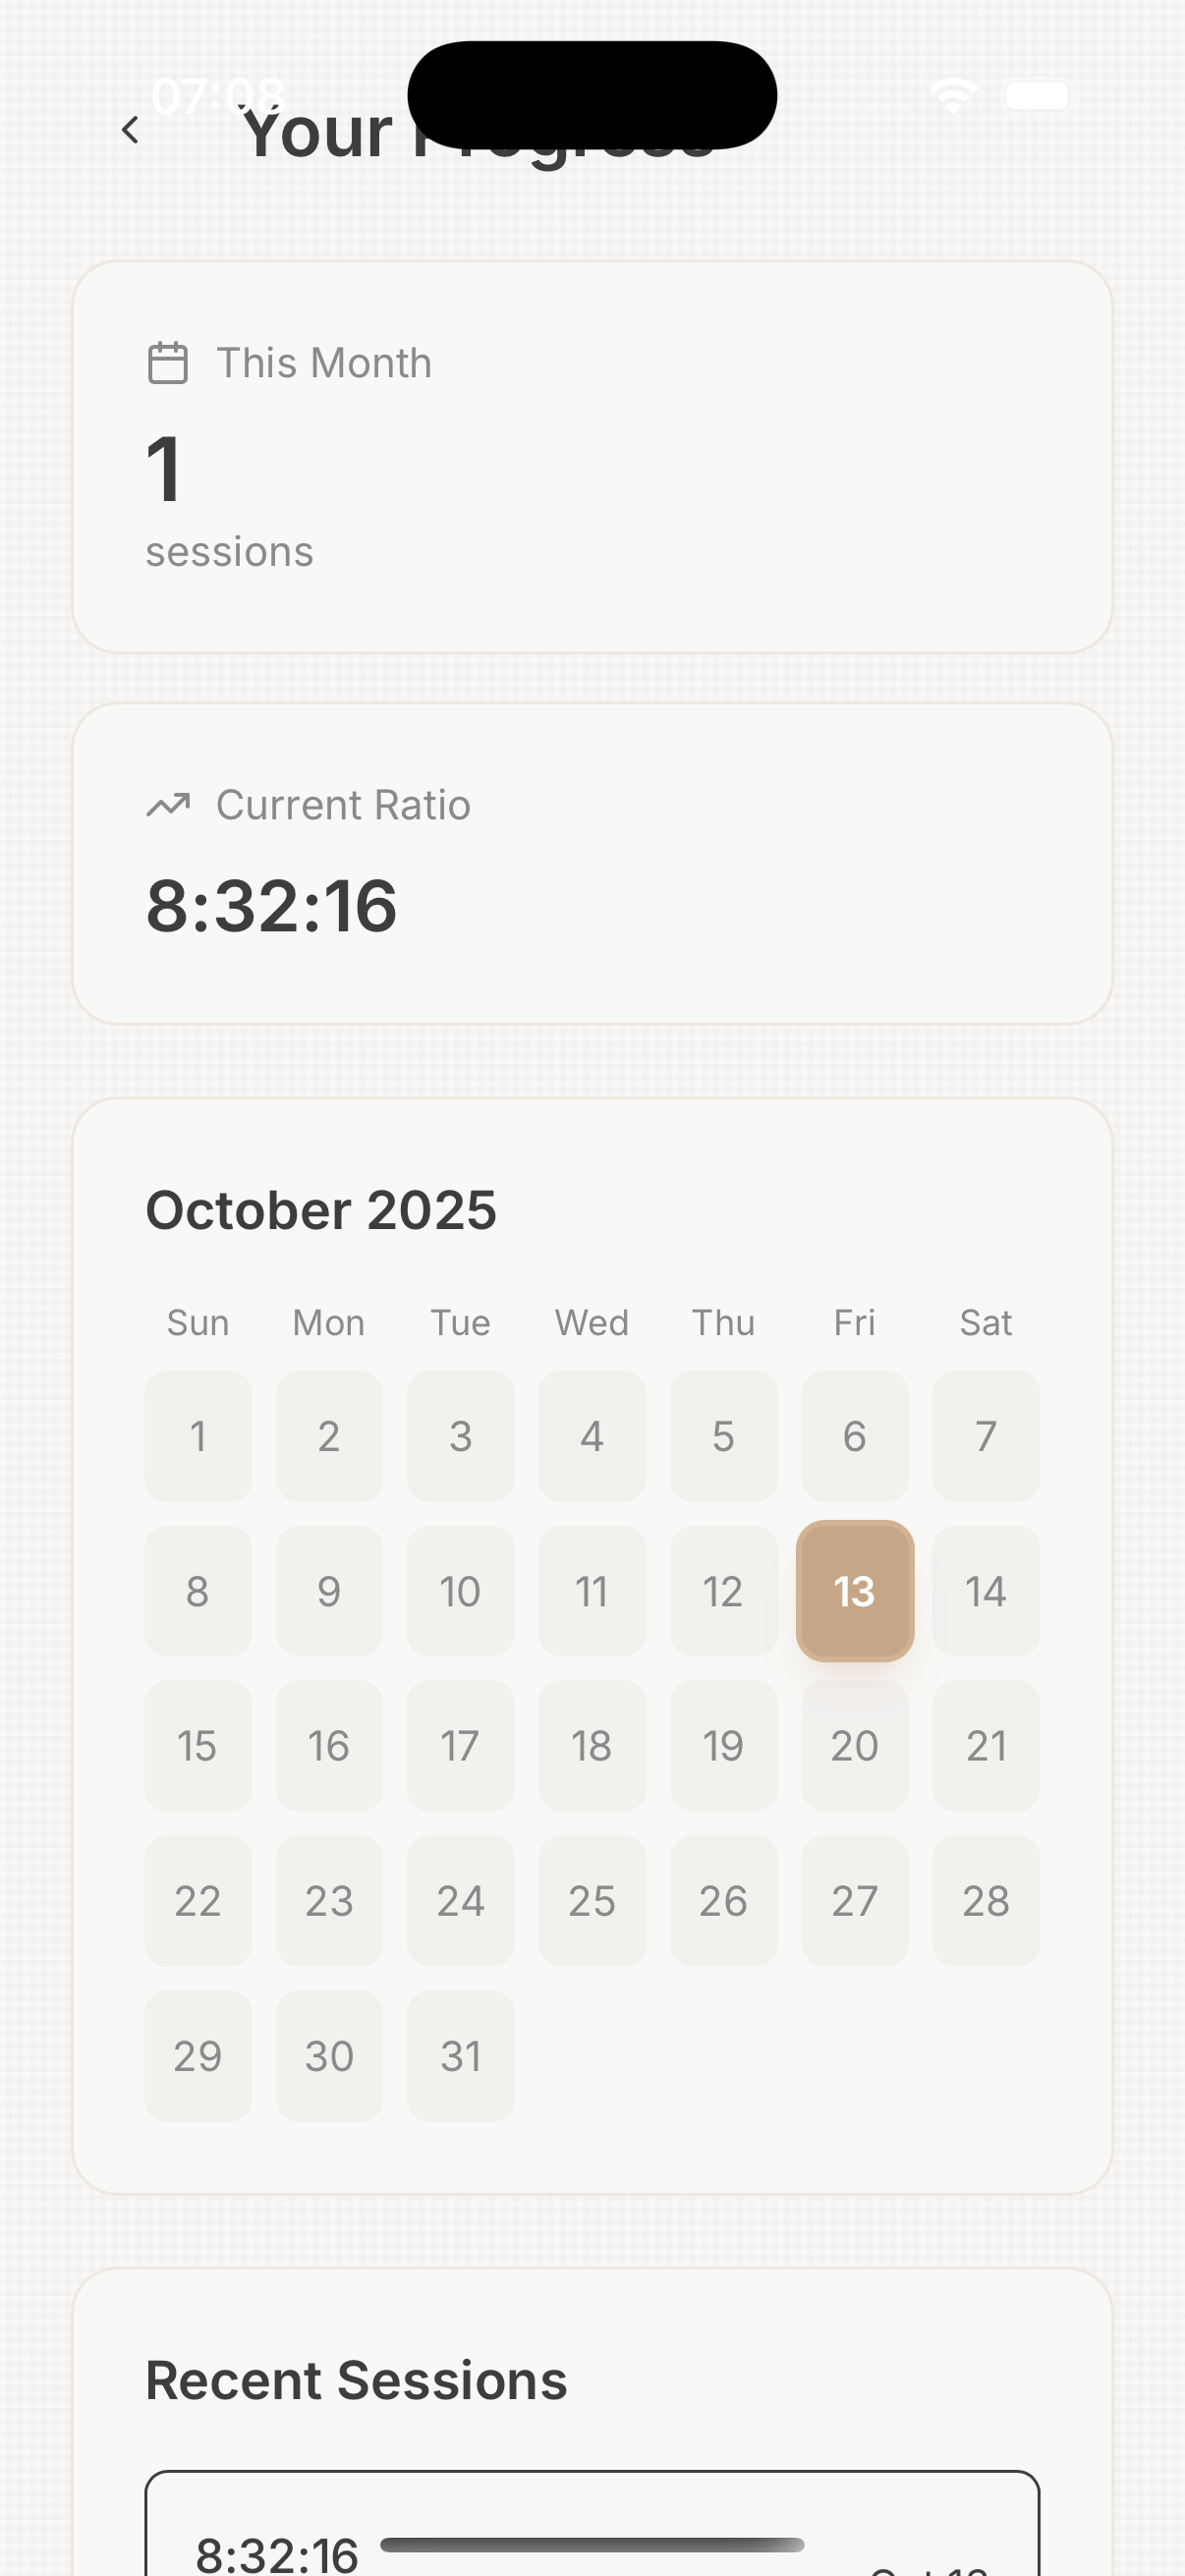 07:08
Your Progress
This Month
1
sessions
Current Ratio
8:32:16
October 2025
Sun Mon Tue Wed Thu Fri Sat
1 2 3 4 5 6 7
8 9 10 11 12 13 14
15 16 17 18 19 20 21
22 23 24 25 26 27 28
29 30 31
Recent Sessions
8:32:16